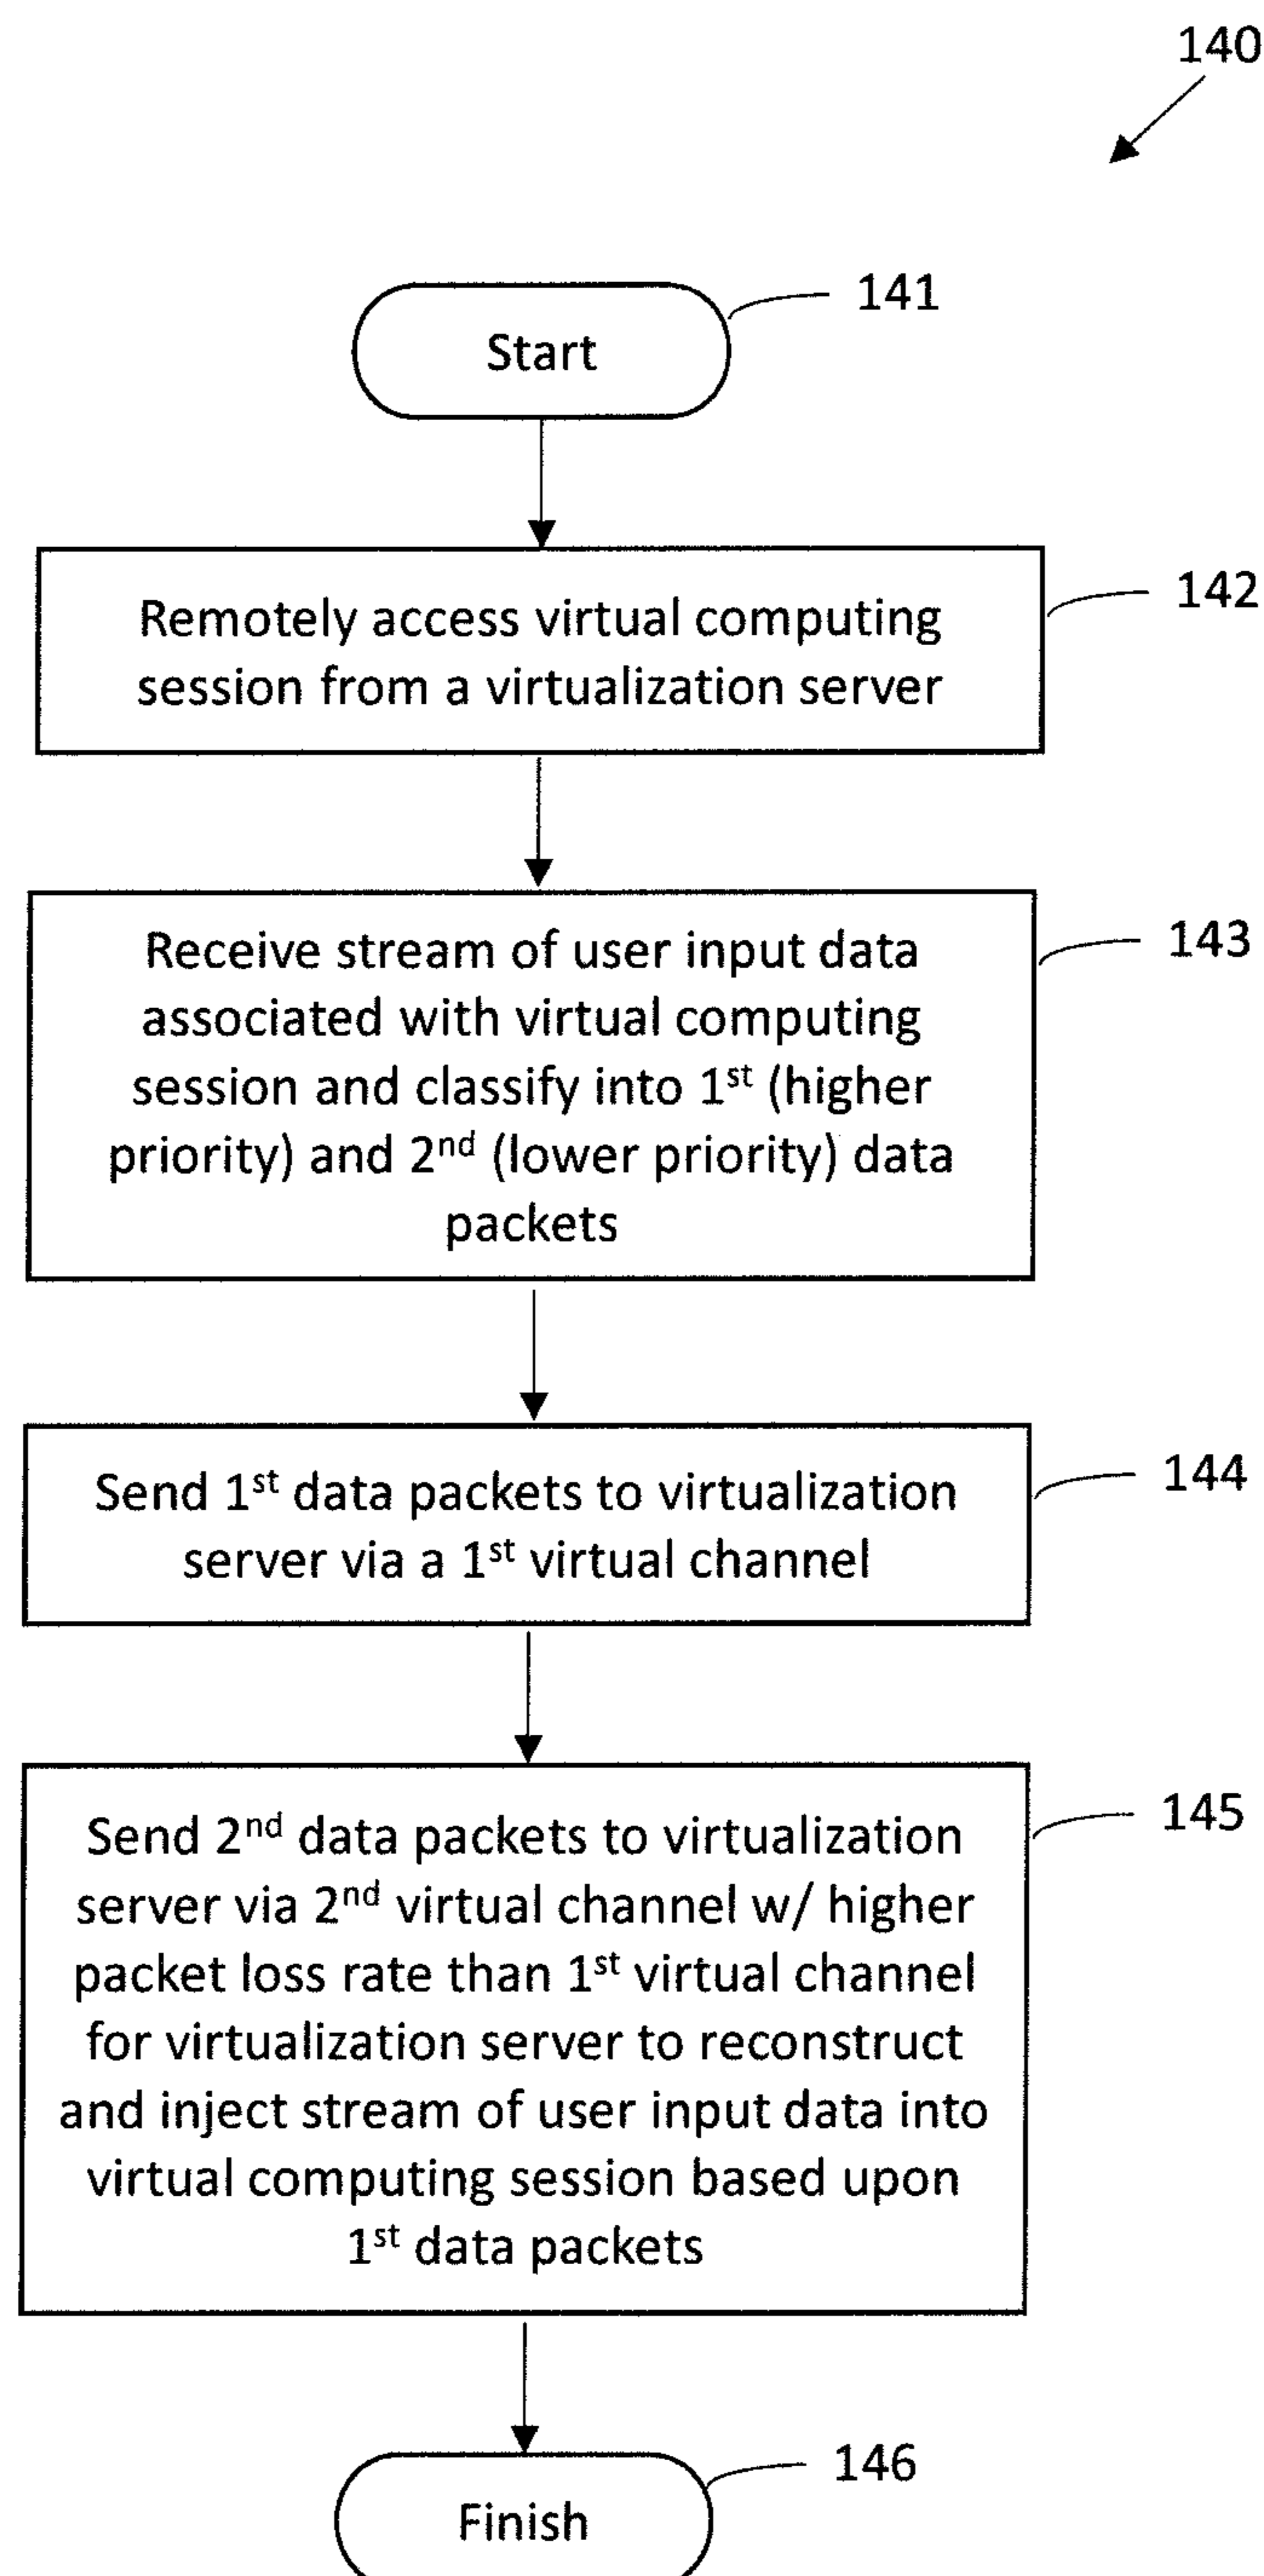 140
141
Start
142
Remotely access virtual computing
session from a virtualization server
143
Receive stream of user input data
associated with virtual computing
session and classify into 1st (higher
priority) and 2nd (lower priority) data
packets
144
Send 1st data packets to virtualization
server via a 1st virtual channel
145
Send 2nd data packets to virtualization
server via 2nd virtual channel w/ higher
packet loss rate than 1st virtual channel
for virtualization server to reconstruct
and inject stream of user input data into
virtual computing session based upon
1st data packets
146
Finish